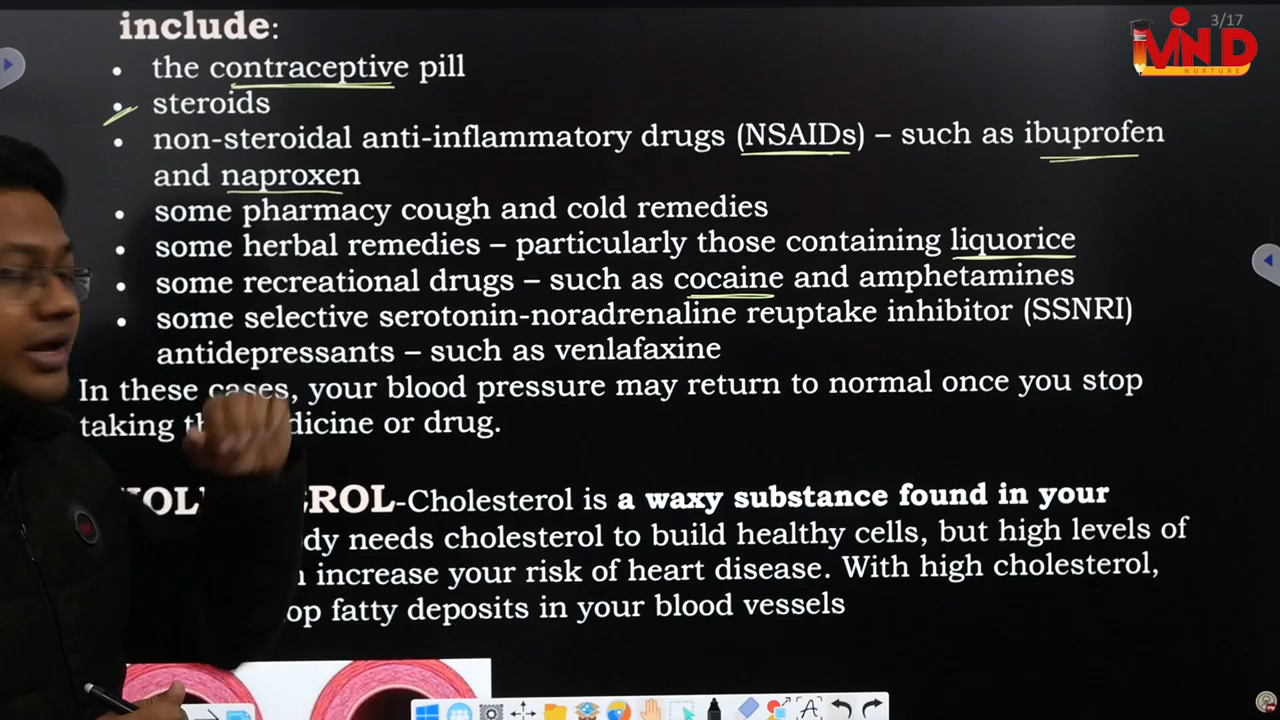 include:
3/17
MIND
NURTURE
• the contraceptive pill
• steroids
• non-steroidal anti-inflammatory drugs (NSAIDs) – such as ibuprofen
and naproxen
• some pharmacy cough and cold remedies
• some herbal remedies – particularly those containing liquorice
• some recreational drugs – such as cocaine and amphetamines
• some selective serotonin-noradrenaline reuptake inhibitor (SSNRI)
antidepressants – such as venlafaxine
In these cases, your blood pressure may return to normal once you stop
taking or drug.
-Cholesterol is a waxy substance found in your
needs cholesterol to build healthy cells, but high levels of
increase your risk of heart disease. With high cholesterol,
fatty deposits in your blood vessels